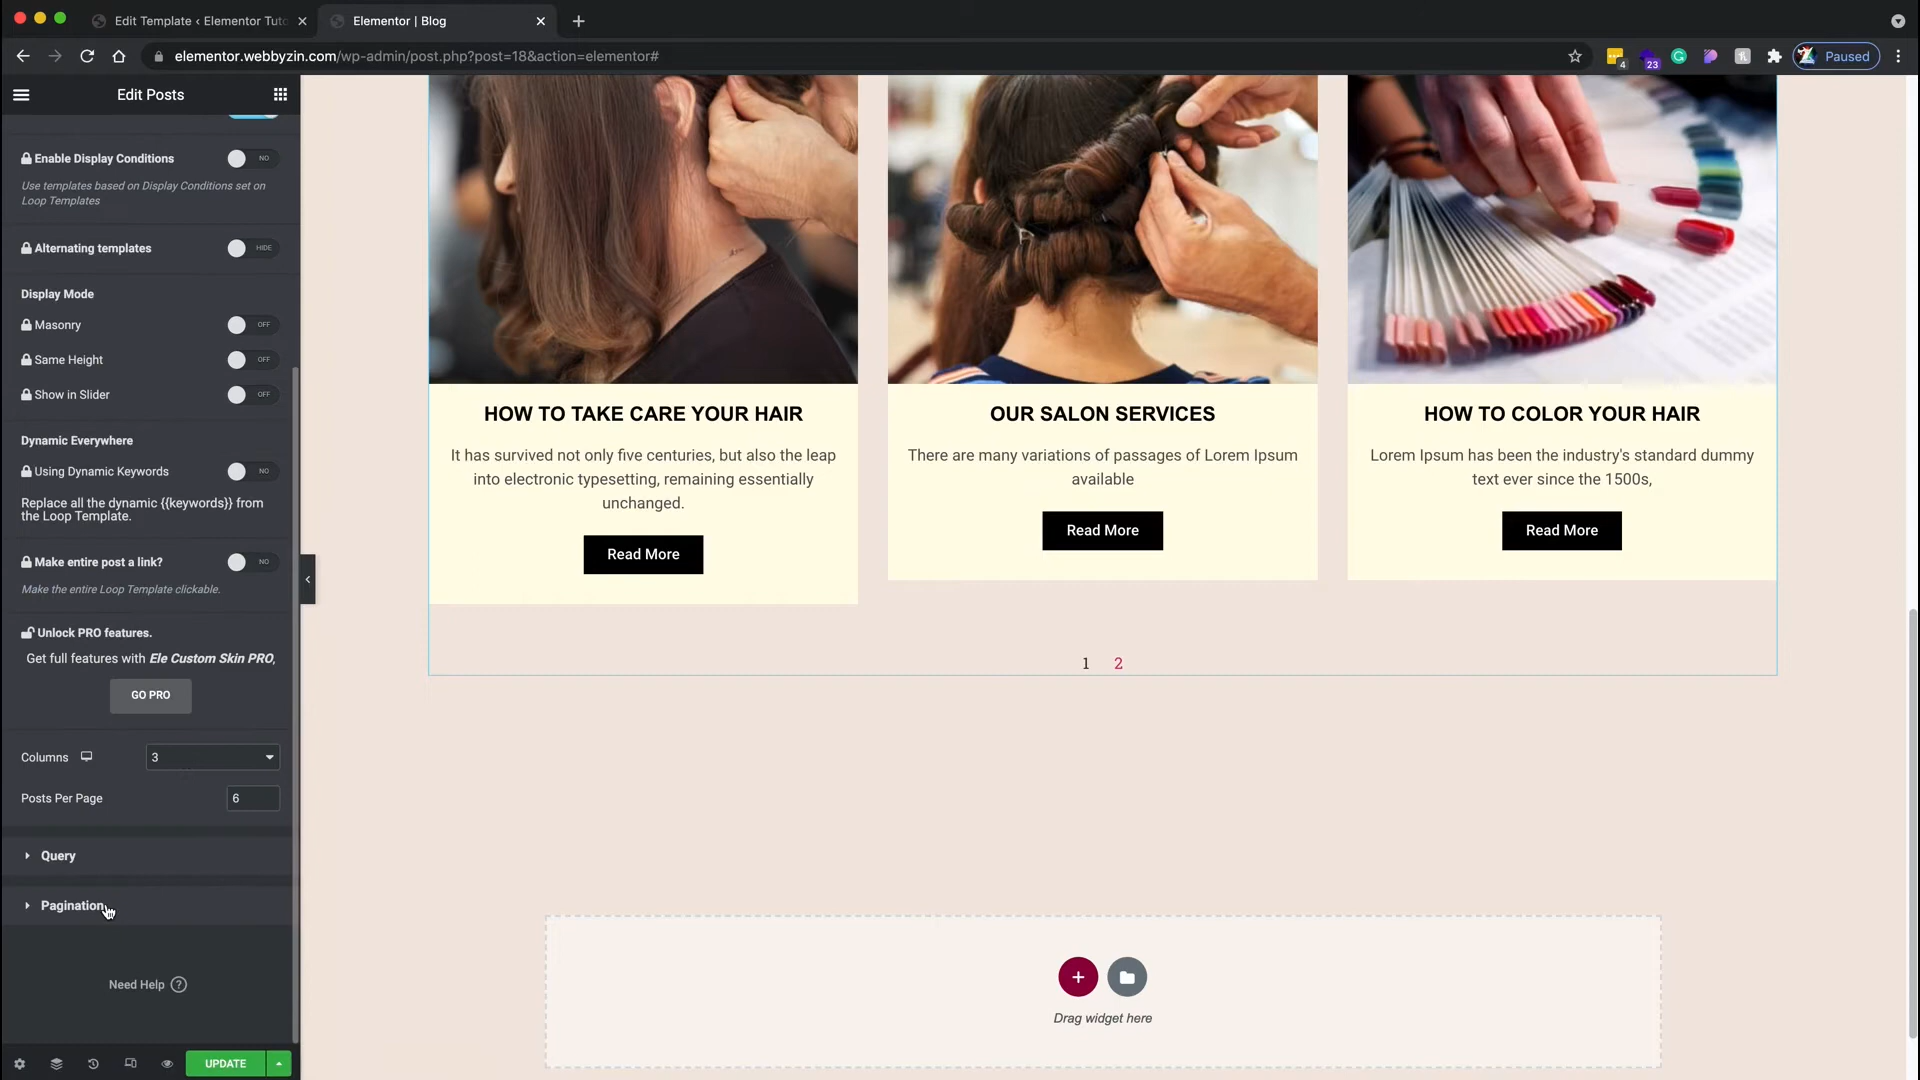 Edit Template ‹ Elementor Tuto
Elementor | Blog
elementor.webbyzin.com/wp-admin/post.php?post=18&action=elementor#
4
23
Paused
Edit Posts
Enable Display Conditions
NO
Use templates based on Display Conditions set on
Loop Templates
Alternating templates
HIDE
Display Mode
Masonry
OFF
Same Height
OFF
Show in Slider
OFF
Dynamic Everywhere
Using Dynamic Keywords
NO
Replace all the dynamic {{keywords}} from
the Loop Template.
Make entire post a link?
NO
Make the entire Loop Template clickable.
Unlock PRO features.
Get full features with Ele Custom Skin PRO,
GO PRO
Columns
3
Posts Per Page
6
Query
Pagination
Need Help ?
UPDATE
HOW TO TAKE CARE YOUR HAIR
It has survived not only five centuries, but also the leap
into electronic typesetting, remaining essentially
unchanged.
Read More
OUR SALON SERVICES
There are many variations of passages of Lorem Ipsum
available
Read More
HOW TO COLOR YOUR HAIR
Lorem Ipsum has been the industry's standard dummy
text ever since the 1500s,
Read More
1 2
Drag widget here